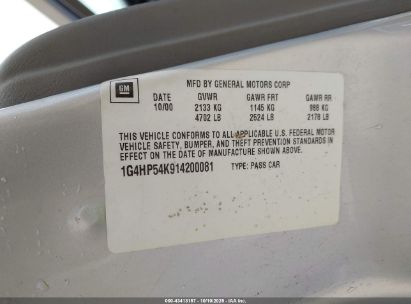 GM
MFD BY GENERAL MOTORS CORP
DATE GVWR GAWR FRT GAWR RR
10/00 2133 KG 1145 KG 988 KG
4702 LB 2524 LB 2178 LB
THIS VEHICLE CONFORMS TO ALL APPLICABLE U.S. FEDERAL MOTOR
VEHICLE SAFETY, BUMPER, AND THEFT PREVENTION STANDARDS IN
EFFECT ON THE DATE OF MANUFACTURE SHOWN ABOVE.
1G4HP54K914200081 TYPE: PASS CAR